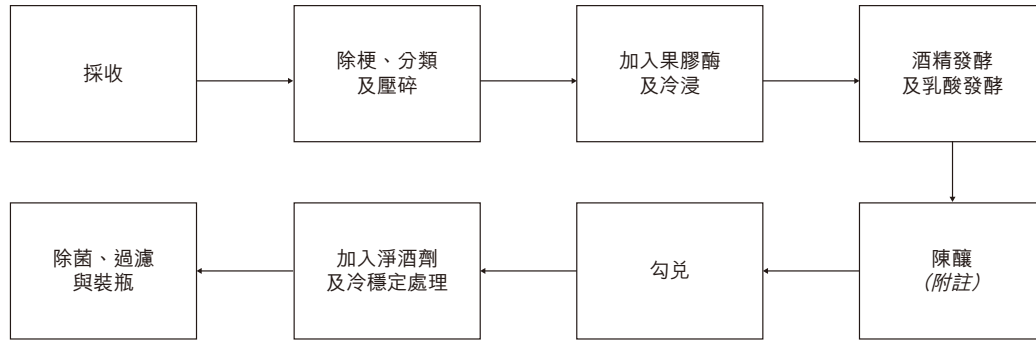 採收
除梗、分類
及壓碎
加入果膠酶
及冷浸
酒精發酵
及乳酸發酵
陳釀
(附註)
勾兑
加入淨酒劑
及冷穩定處理
除菌、過濾
與裝瓶